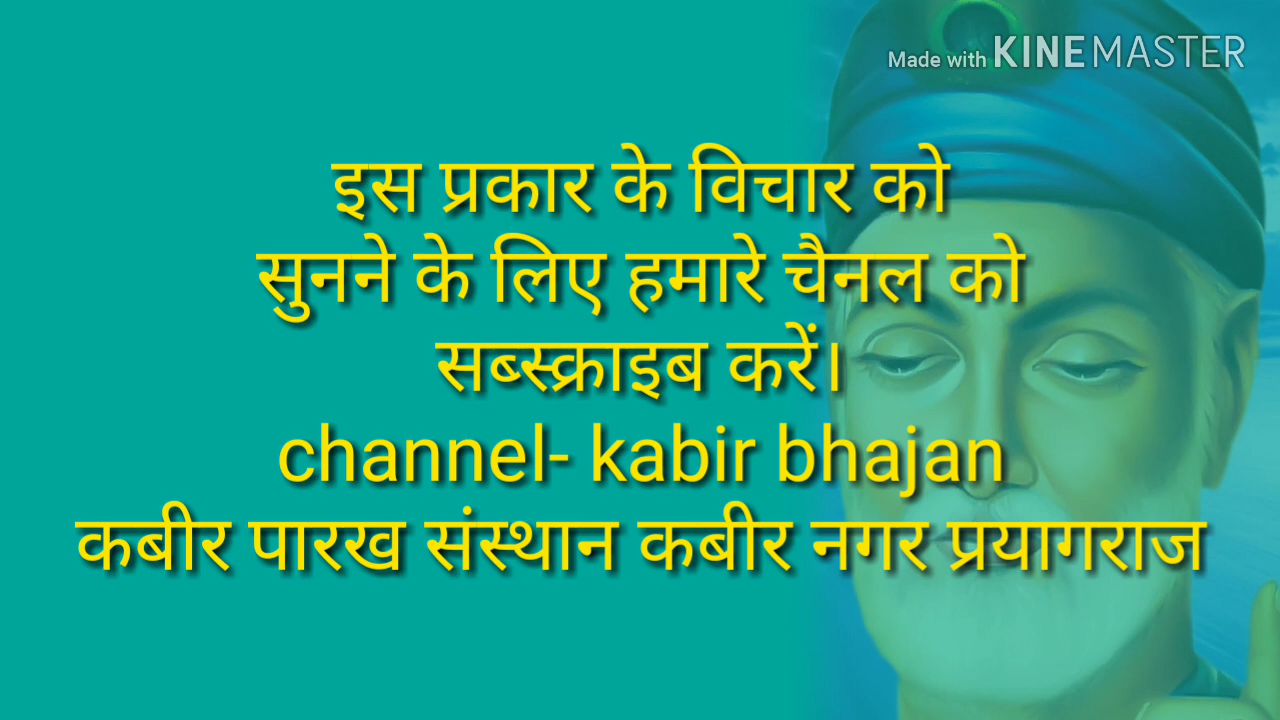 Made with KINEMASTER
इस प्रकार के विचार को
सुनने के लिए हमारे चैनल को
सब्स्क्राइब करें।
channel- kabir bhajan
कबीर पारख संस्थान कबीर नगर प्रयागराज